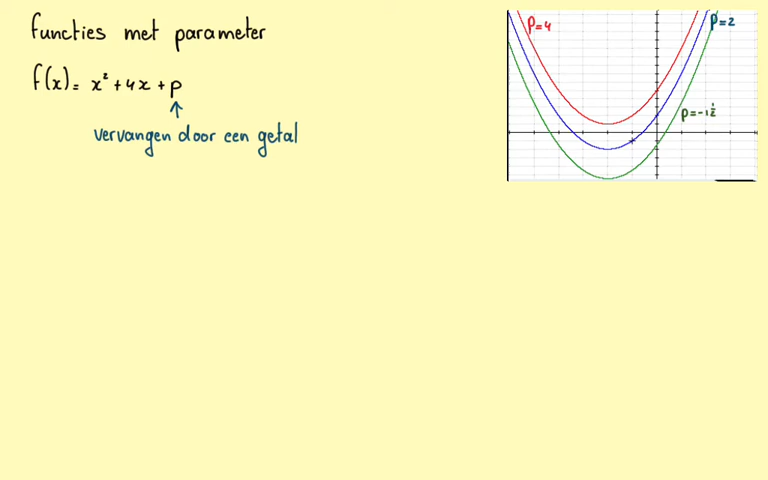 functies met parameter
f(x) = x² + 4x + p
↑
vervangen door een getal
p=4
p=2
p=-1½